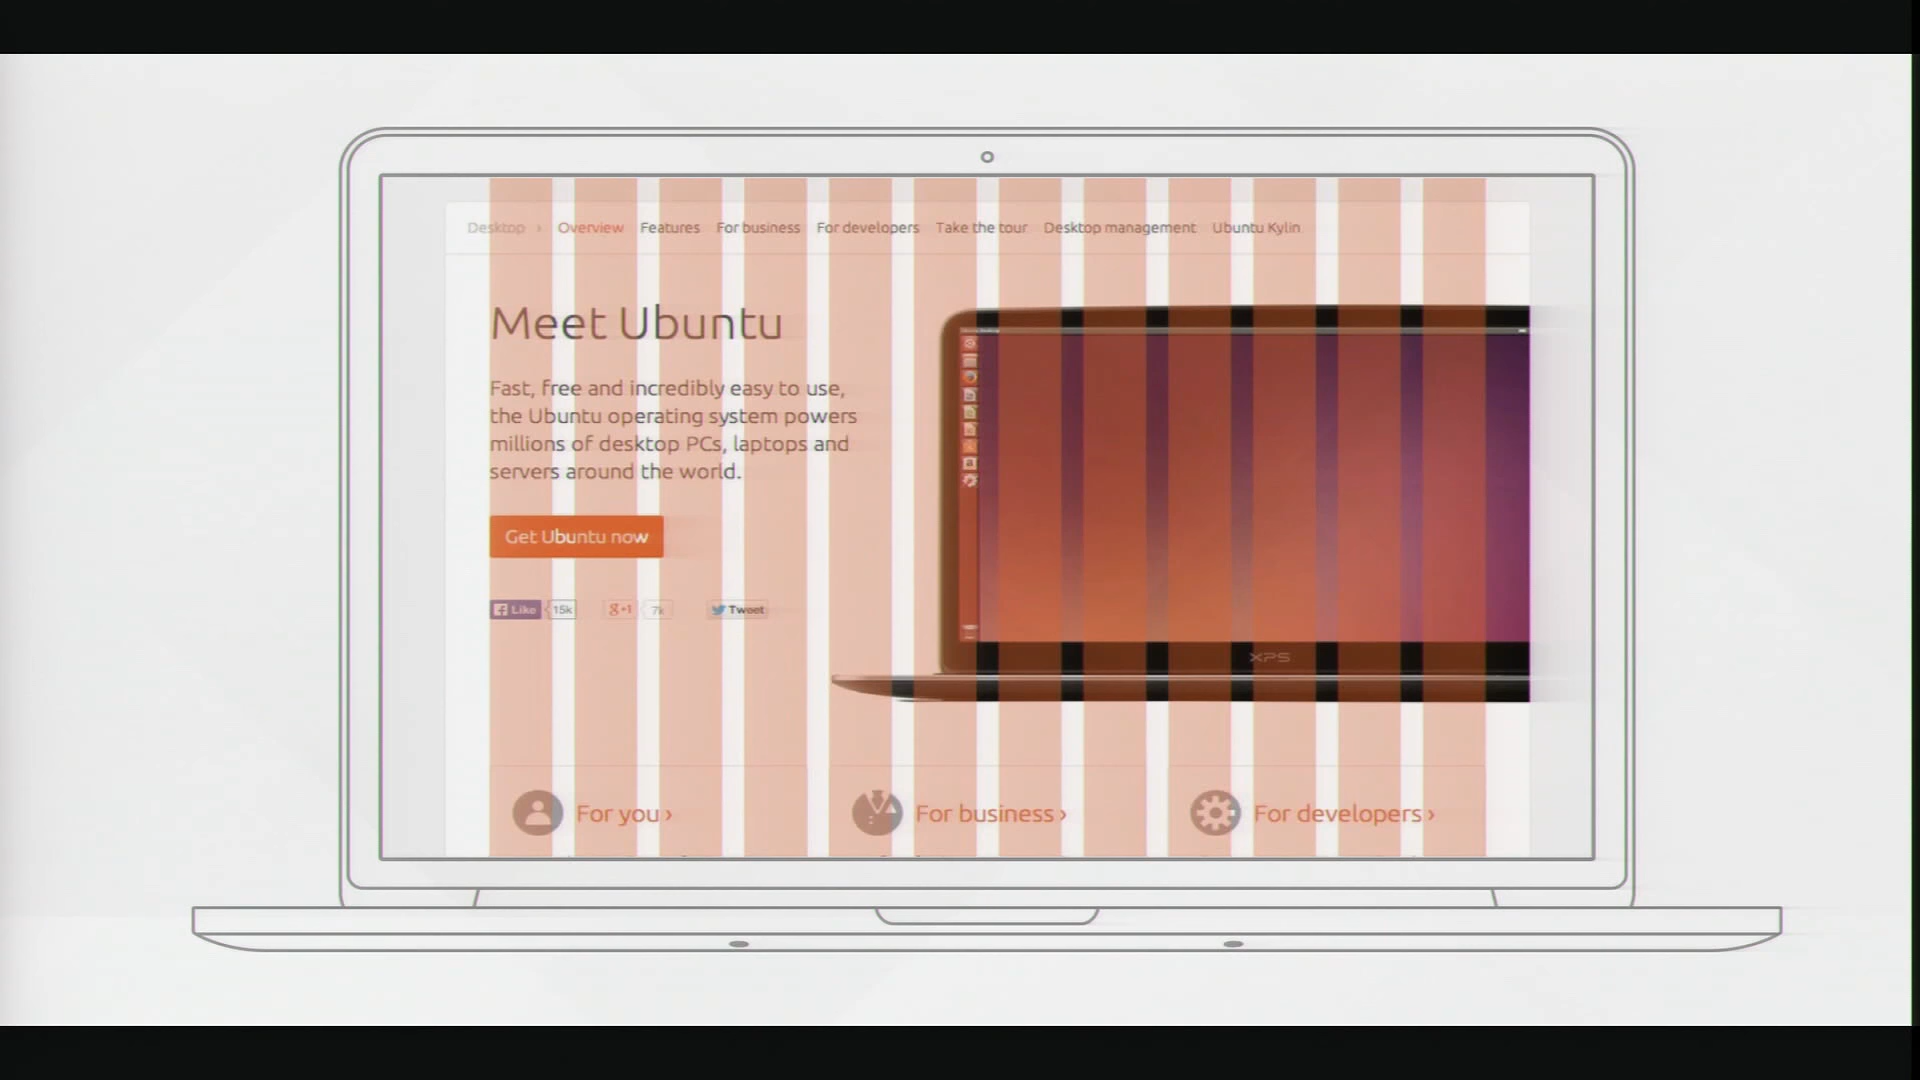 Desktop › Overview Features For business For developers Take the tour Desktop management Ubuntu Kylin
Meet Ubuntu
Fast, free and incredibly easy to use,
the Ubuntu operating system powers
millions of desktop PCs, laptops and
servers around the world.
Get Ubuntu now
Like 15k g+1 7k Tweet
XPS
For you ›
For business ›
For developers ›